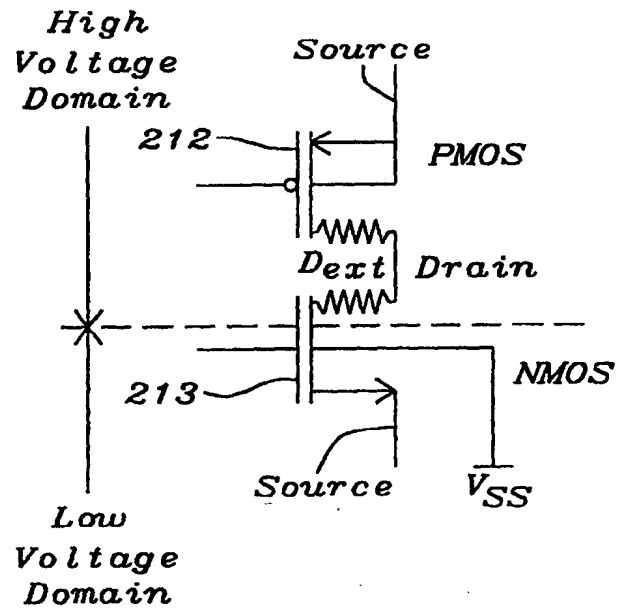 High
Voltage
Domain
Source
212
PMOS
Dext Drain
213
NMOS
Source
VSS
Low
Voltage
Domain